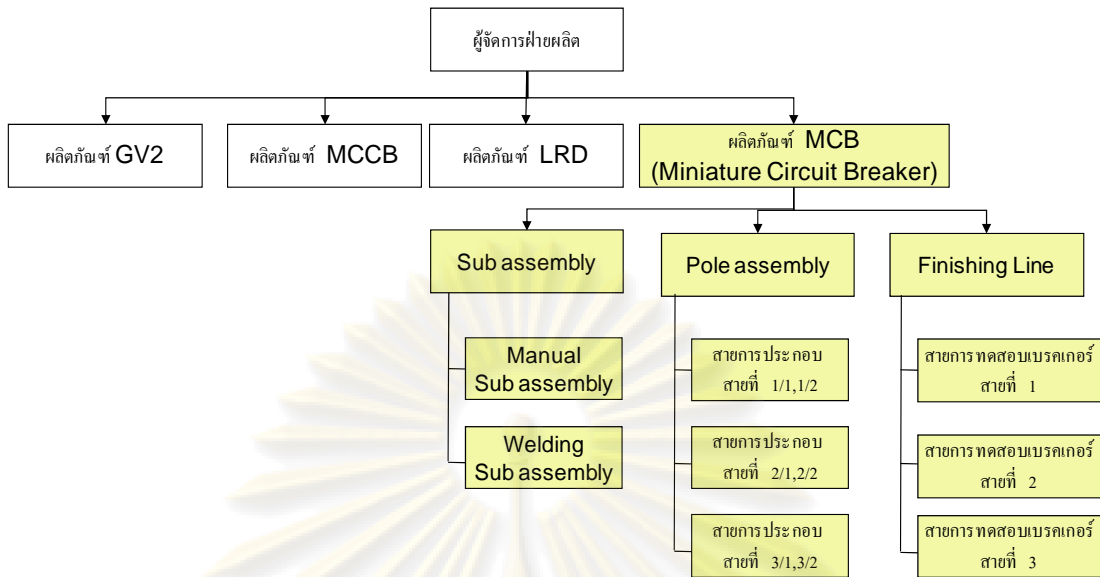 ผู้จัดการฝ่ายผลิต
ผลิตภัณฑ์ GV2
ผลิตภัณฑ์ MCCB
ผลิตภัณฑ์ LRD
ผลิตภัณฑ์ MCB
(Miniature Circuit Breaker)
Sub assembly
Pole assembly
Finishing Line
Manual
Sub assembly
สายการประกอบ
สายที่ 1/1,1/2
สายการทดสอบเบรคเกอร์
สายที่ 1
Welding
Sub assembly
สายการประกอบ
สายที่ 2/1,2/2
สายการทดสอบเบรคเกอร์
สายที่ 2
สายการประกอบ
สายที่ 3/1,3/2
สายการทดสอบเบรคเกอร์
สายที่ 3